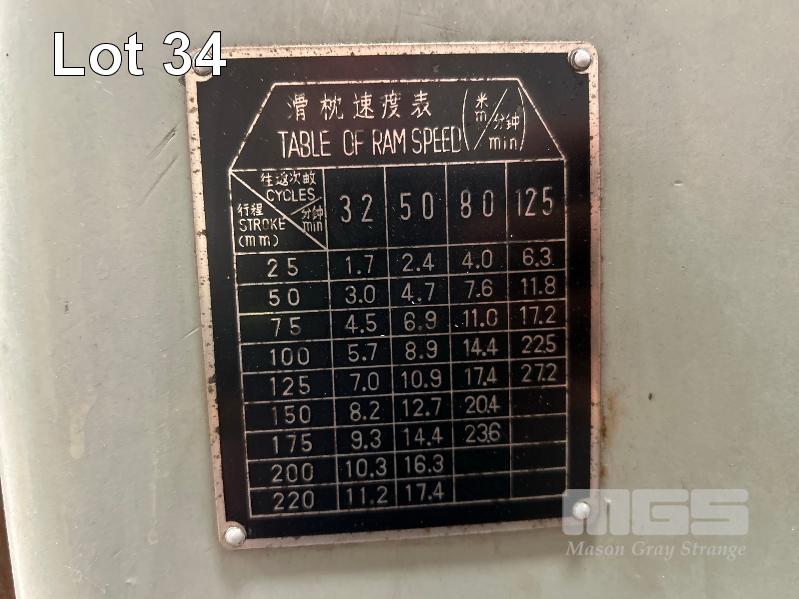 Lot 34
滑枕速度表(米/分钟)
TABLE OF RAM SPEED(m/min)
往返次数
CYCLES
分钟
min
行程
STROKE
(mm)
32 50 80 125
25 1.7 2.4 4.0 6.3
50 3.0 4.7 7.6 11.8
75 4.5 6.9 11.0 17.2
100 5.7 8.9 14.4 22.5
125 7.0 10.9 17.4 27.2
150 8.2 12.7 20.4
175 9.3 14.4 23.6
200 10.3 16.3
220 11.2 17.4
MGS
Mason Gray Strange